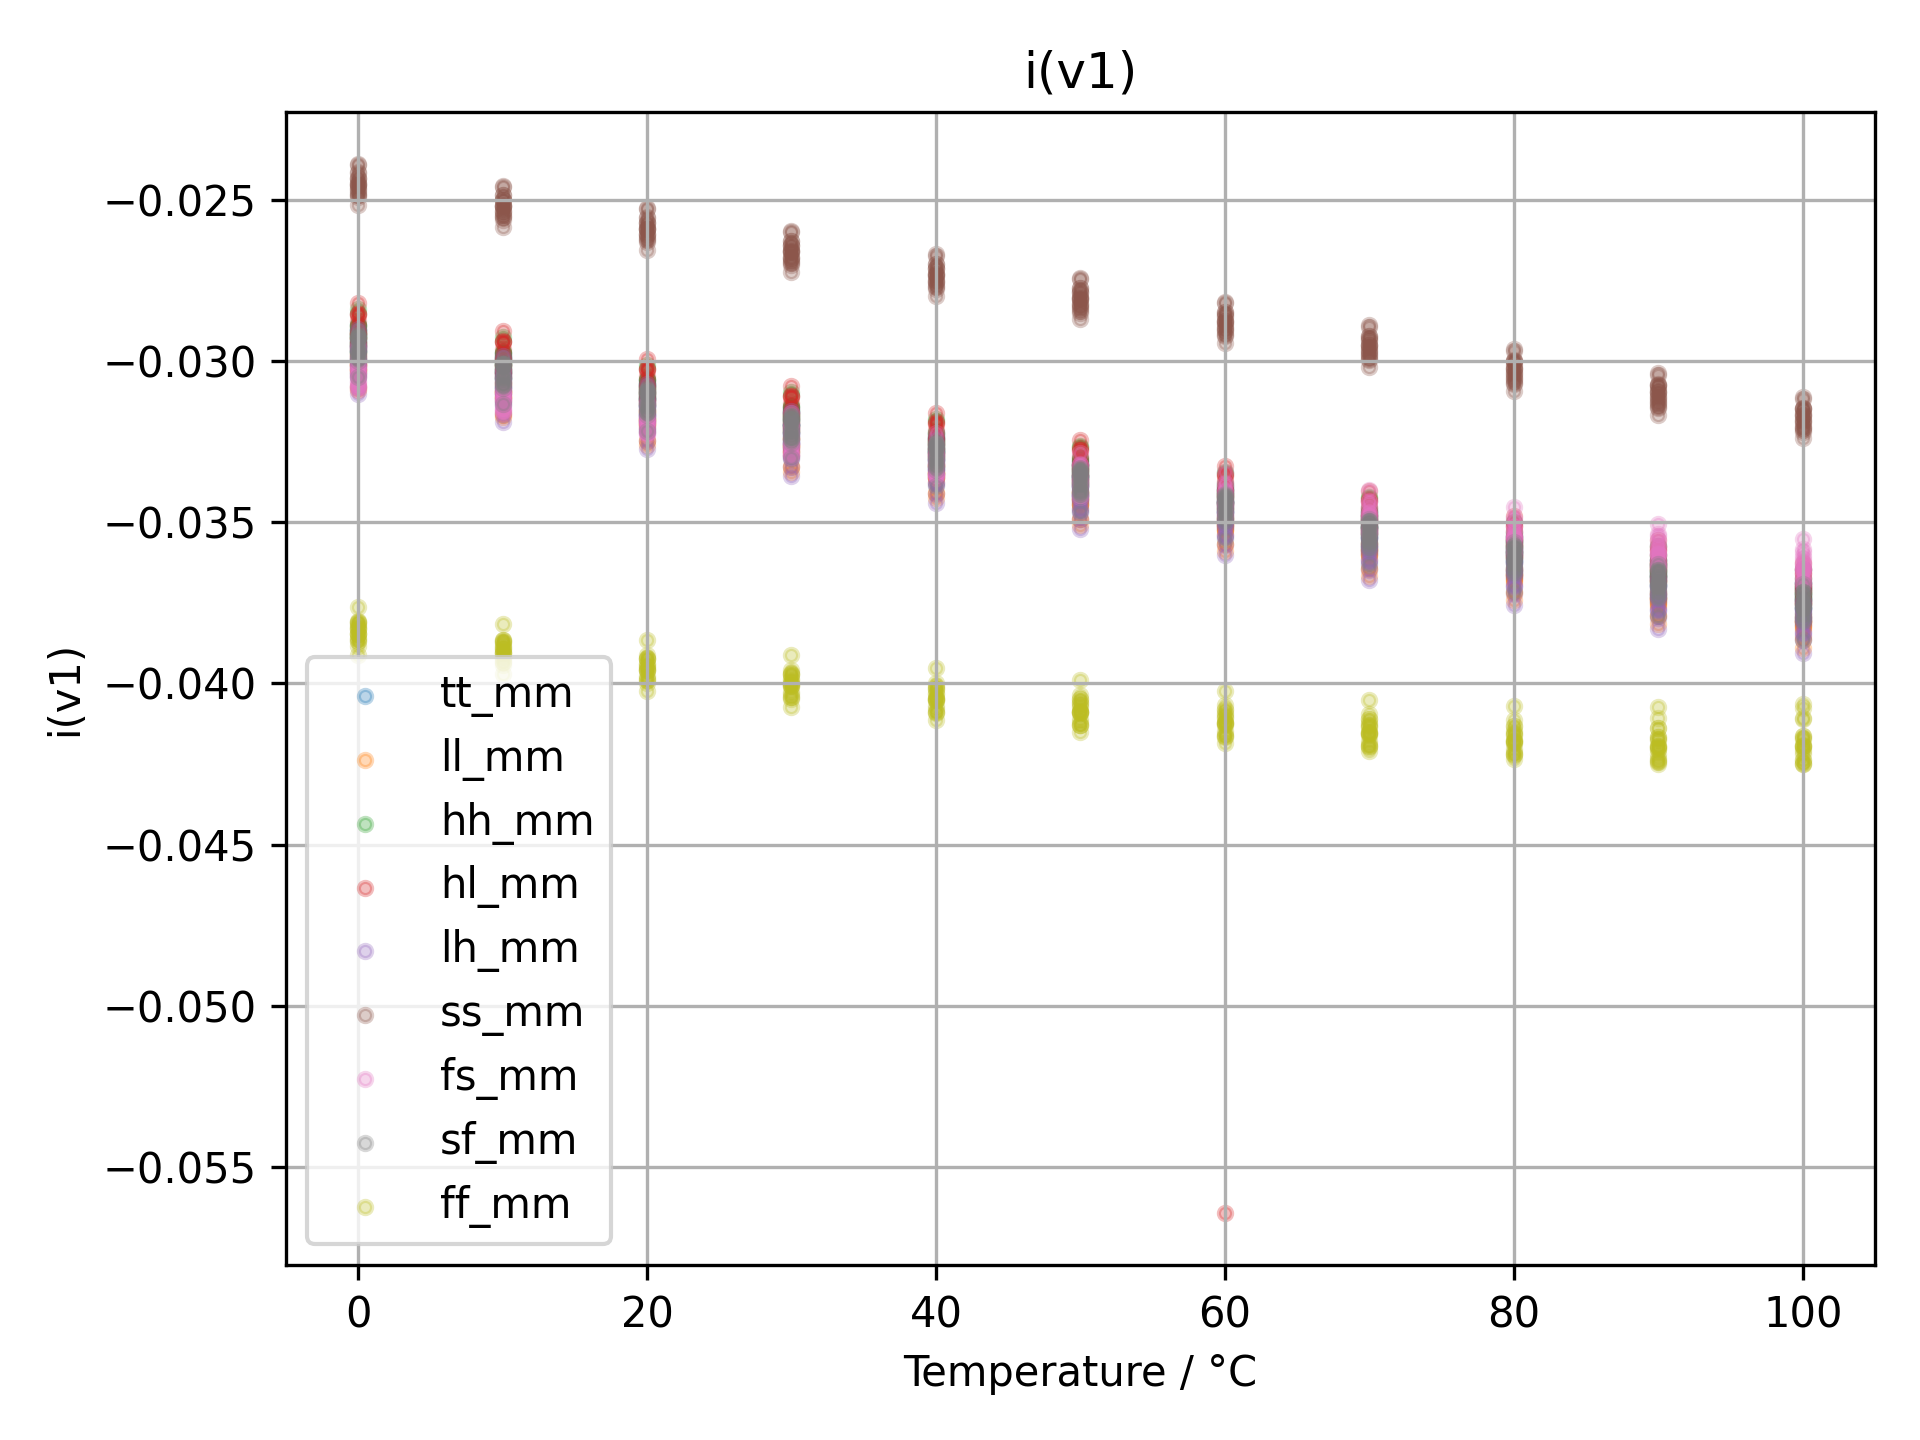 i(v1)
−0.025
−0.030
−0.035
−0.040
−0.045
−0.050
−0.055
i(v1)
tt_mm
ll_mm
hh_mm
hl_mm
lh_mm
ss_mm
fs_mm
sf_mm
ff_mm
0 20 40 60 80 100
Temperature / °C